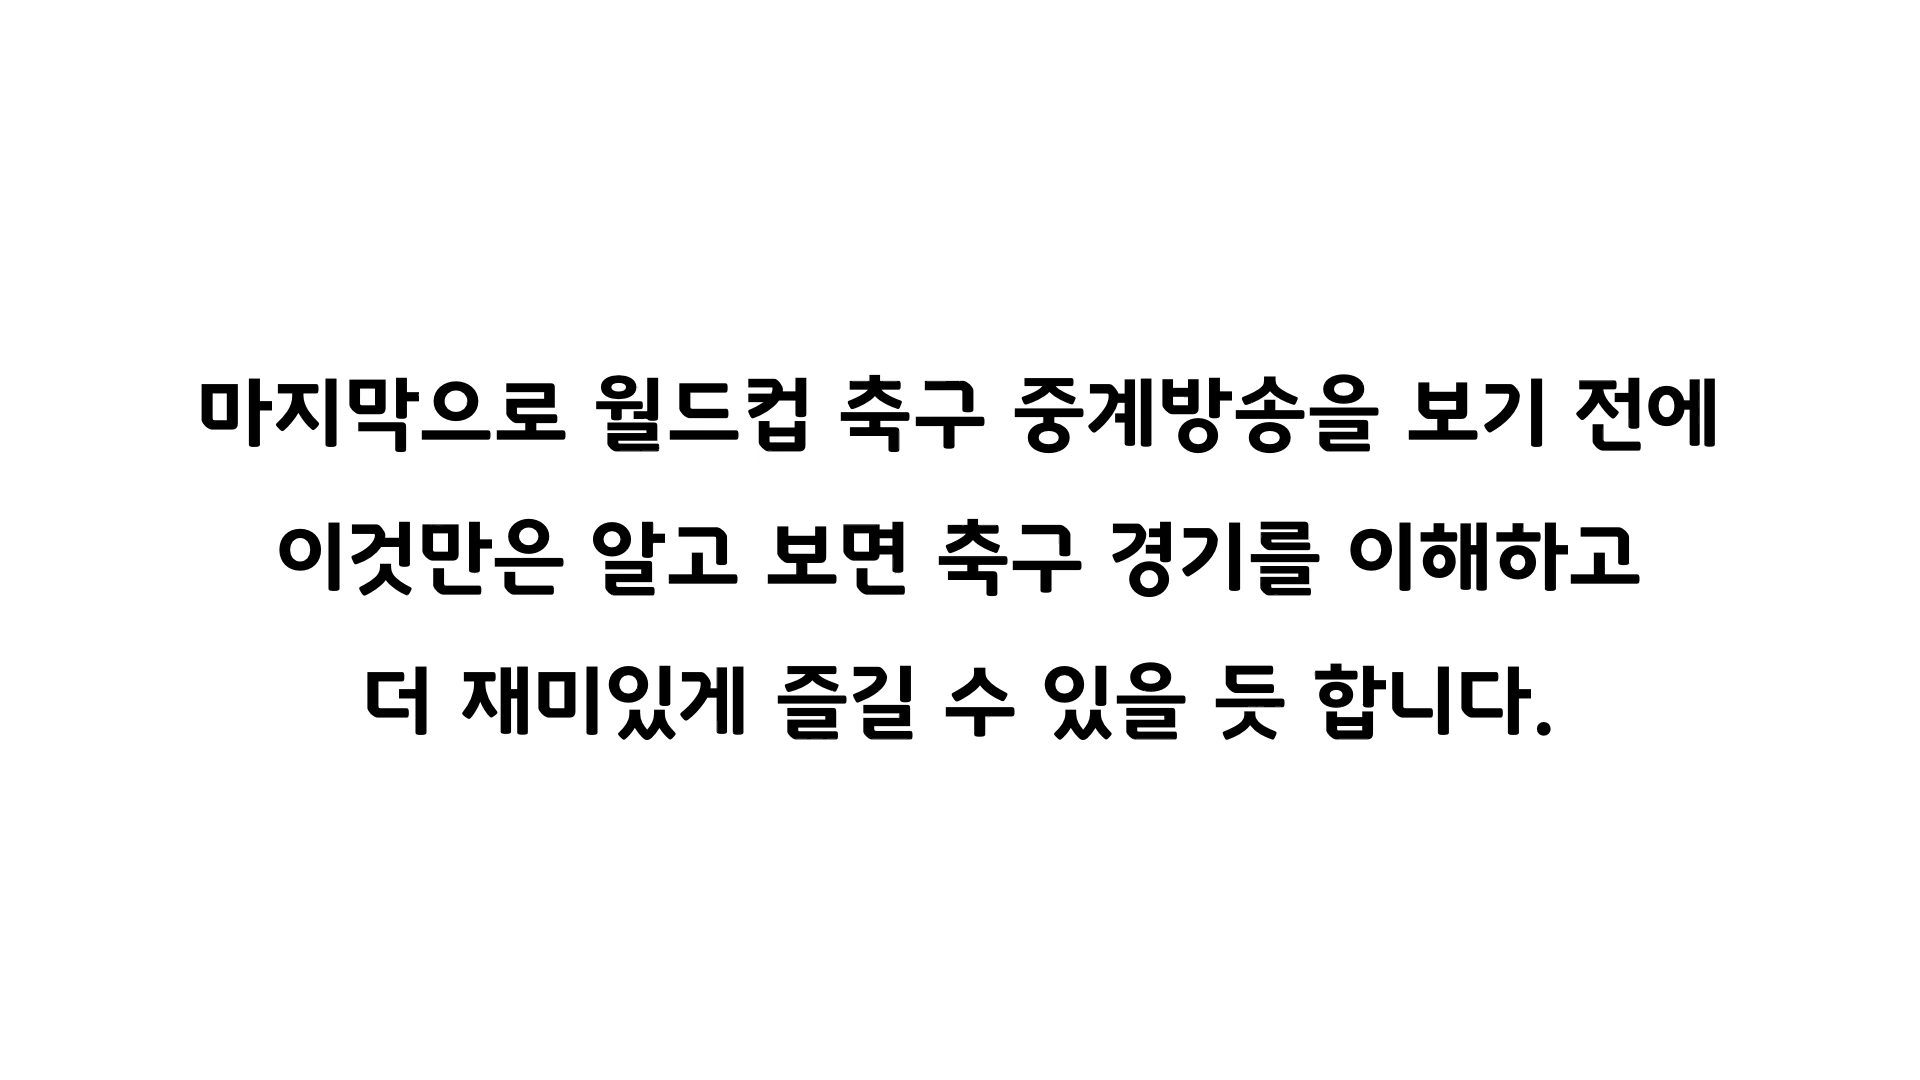 마지막으로 월드컵 축구 중계방송을 보기 전에
이것만은 알고 보면 축구 경기를 이해하고
더 재미있게 즐길 수 있을 듯 합니다.